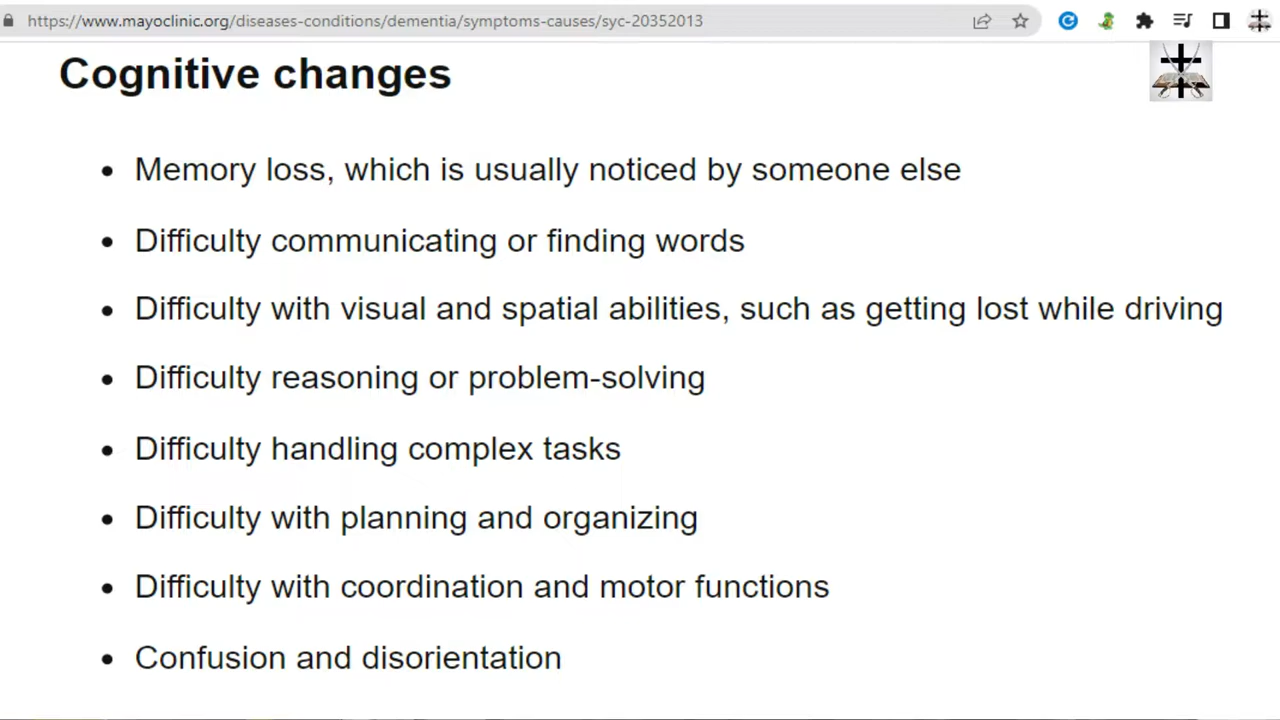 https://www.mayoclinic.org/diseases-conditions/dementia/symptoms-causes/syc-20352013
Cognitive changes
Memory loss, which is usually noticed by someone else
Difficulty communicating or finding words
Difficulty with visual and spatial abilities, such as getting lost while driving
Difficulty reasoning or problem-solving
Difficulty handling complex tasks
Difficulty with planning and organizing
Difficulty with coordination and motor functions
Confusion and disorientation